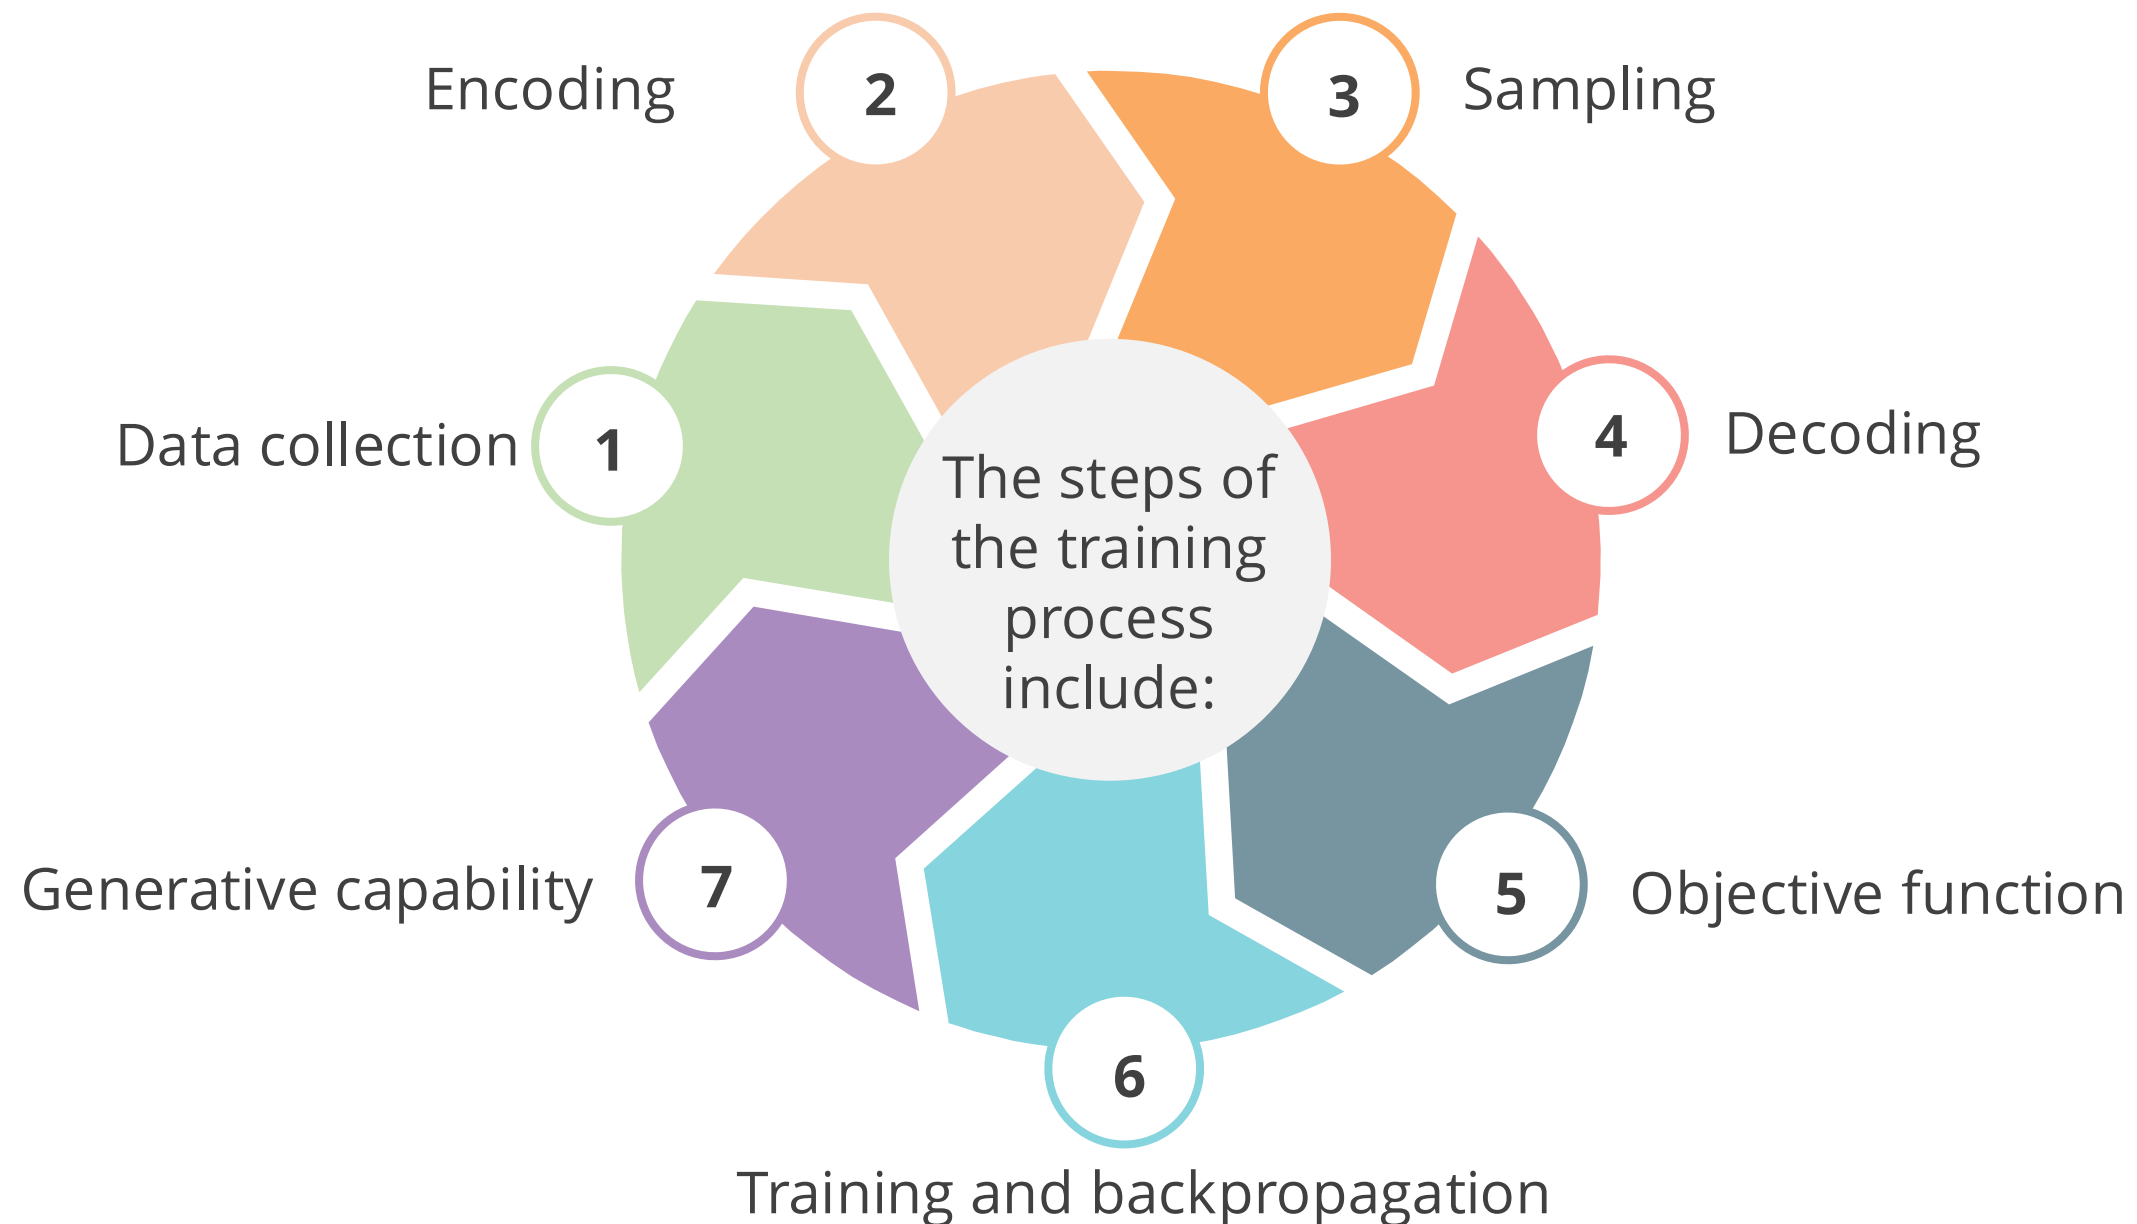 The steps of
the training
process
include:
1
Data collection
2
Encoding
3
Sampling
4
Decoding
5
Objective function
6
Training and backpropagation
7
Generative capability